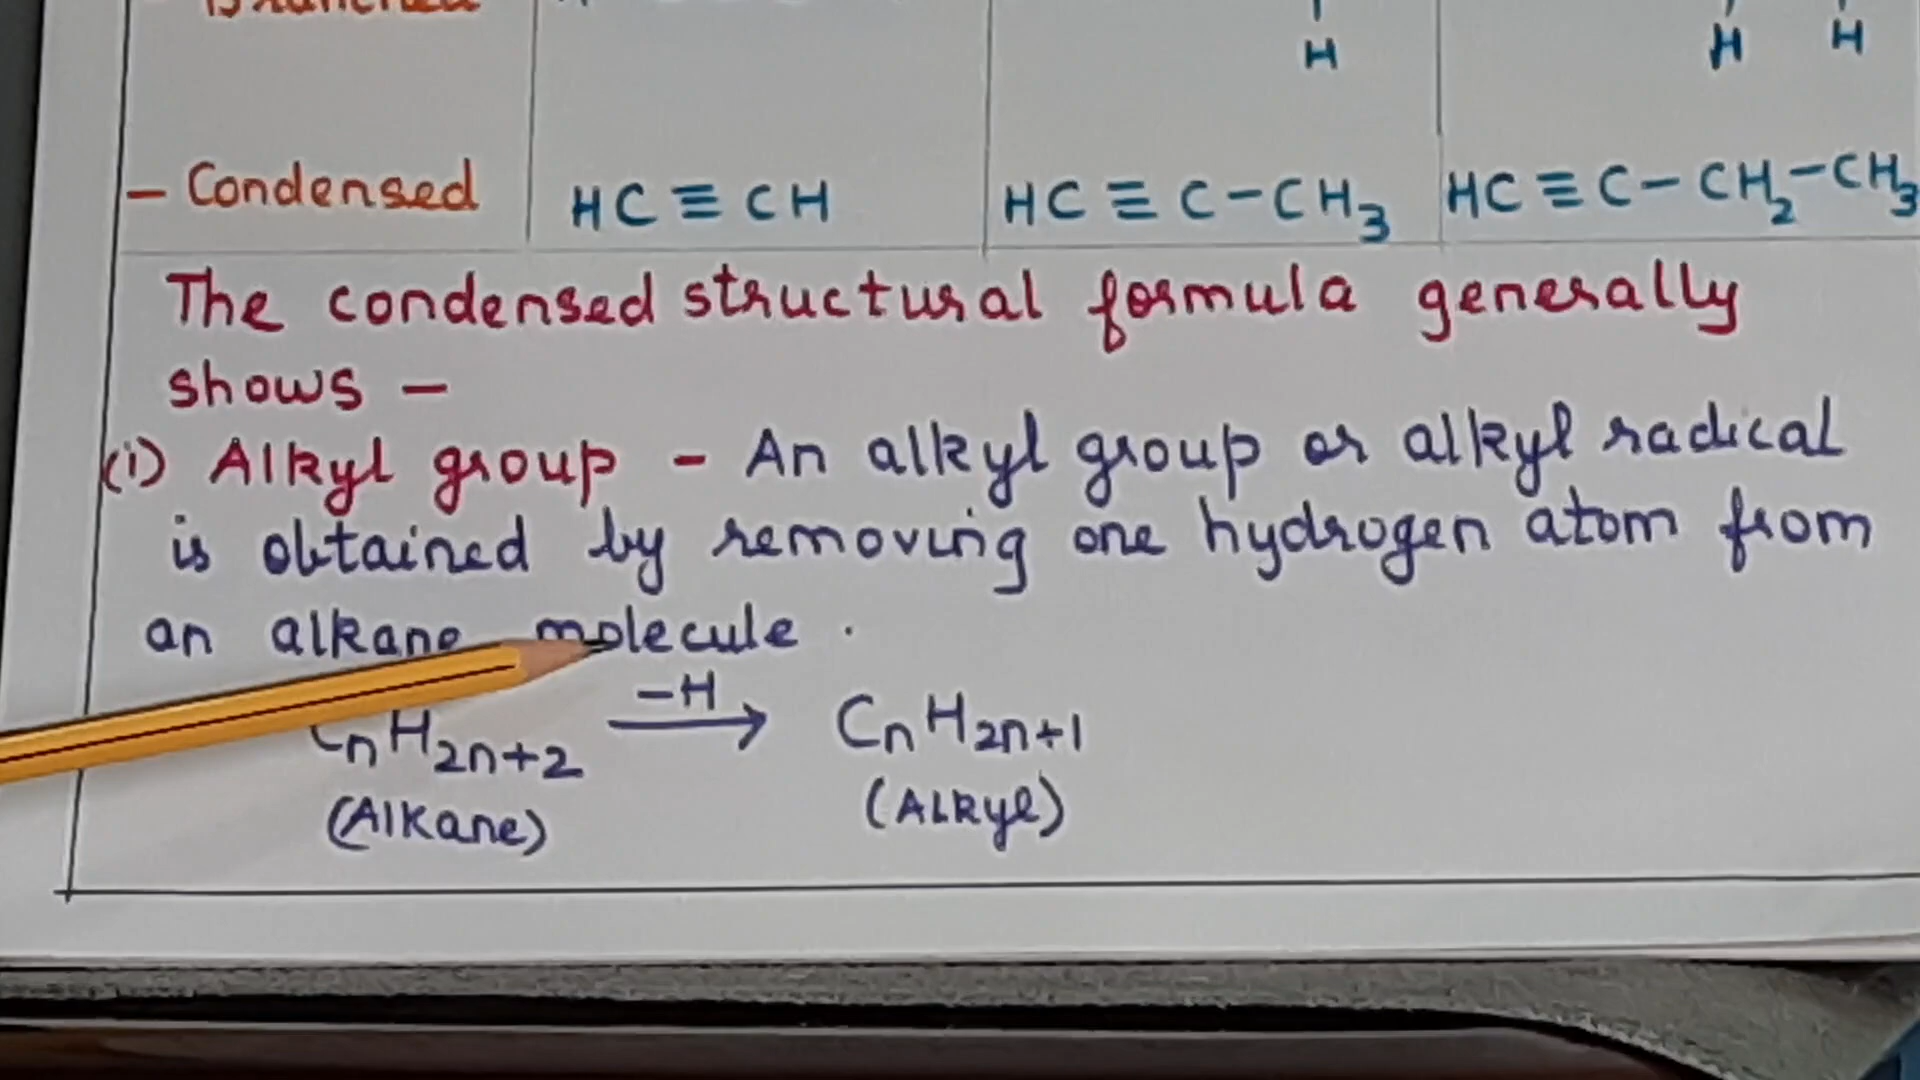 H H H
- Condensed HC ≡ CH HC ≡ C-CH₃ HC ≡ C-CH₂-CH₃
The condensed structural formula generally
shows -
(i) Alkyl group - An alkyl group or alkyl radical
is obtained by removing one hydrogen atom from
an alkane molecule .
-H
CnH2n+2 → CnH2n+1
(Alkane) (Alkyl)